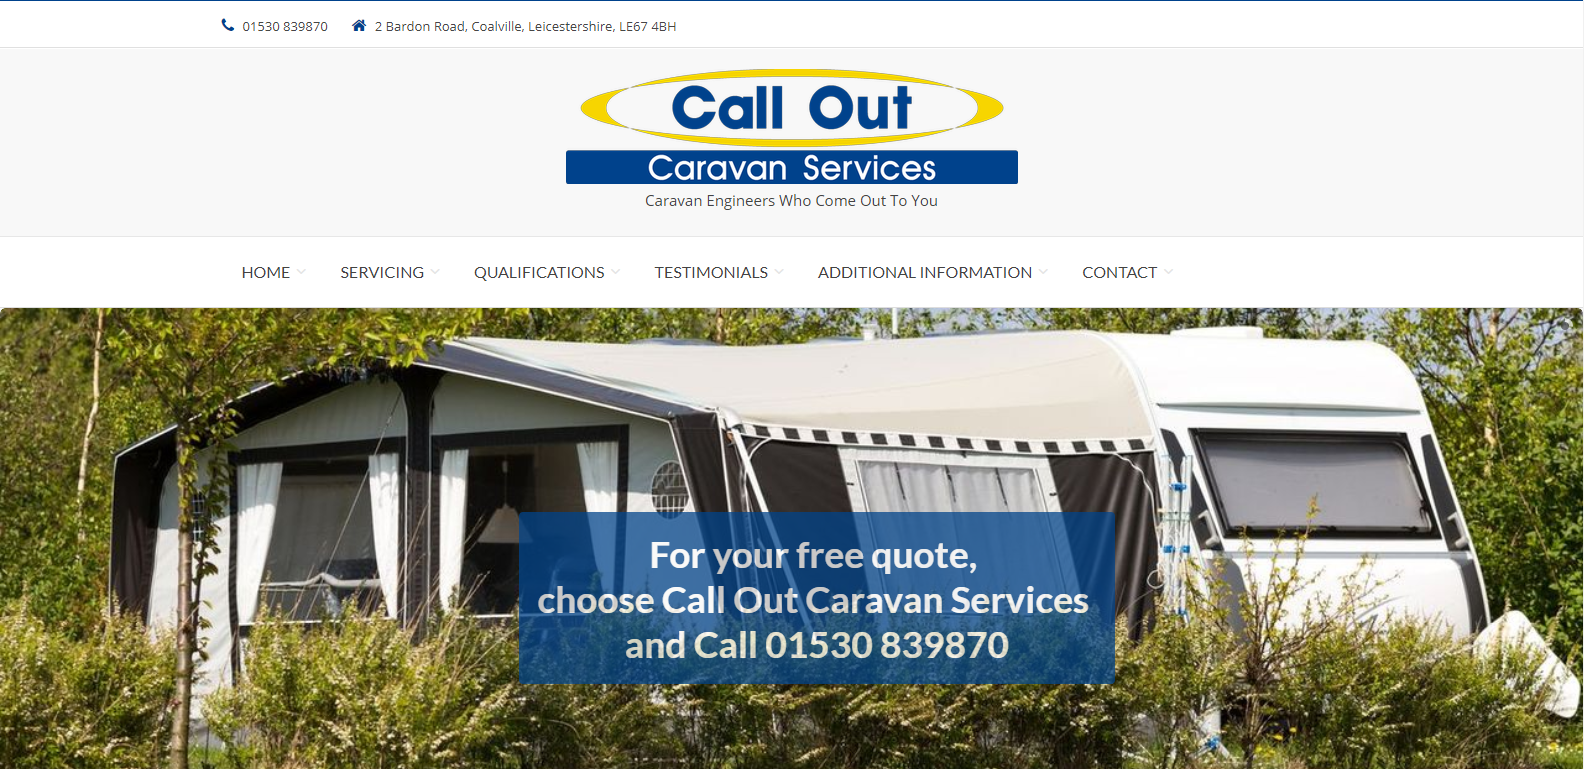 01530 839870 2 Bardon Road, Coalville, Leicestershire, LE67 4BH
Call Out
Caravan Services
Caravan Engineers Who Come Out To You
HOME SERVICING QUALIFICATIONS TESTIMONIALS ADDITIONAL INFORMATION CONTACT
For your free quote,
choose Call Out Caravan Services
and Call 01530 839870